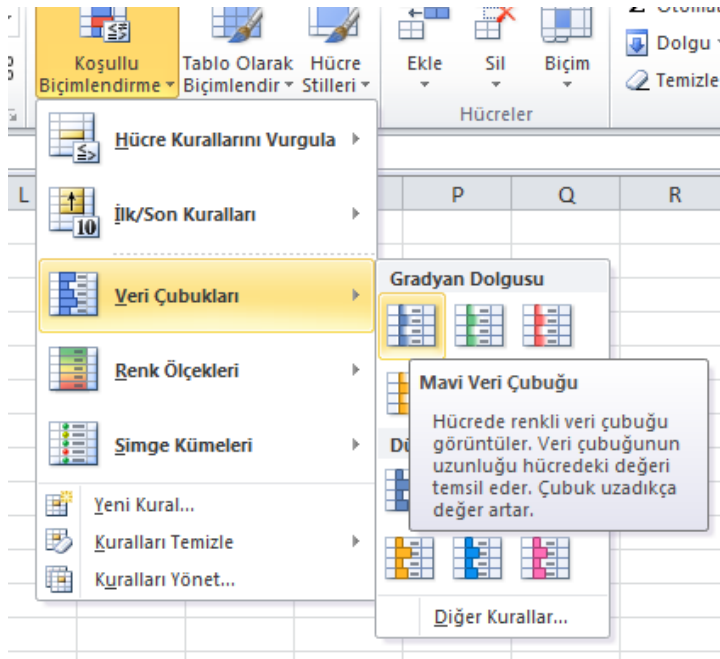 Koşullu Biçimlendirme
Tablo Olarak Biçimlendir
Hücre Stilleri
Ekle
Sil
Biçim
Hücreler
Σ
Dolgu
Temizle
L
P
Q
R
Hücre Kurallarını Vurgula
İlk/Son Kuralları
10
Veri Çubukları
Renk Ölçekleri
Simge Kümeleri
Yeni Kural...
Kuralları Temizle
Kuralları Yönet...
Gradyan Dolgusu
Mavi Veri Çubuğu
Hücrede renkli veri çubuğu
görüntüler. Veri çubuğunun
uzunluğu hücredeki değeri
temsil eder. Çubuk uzadıkça
değer artar.
Diğer Kurallar...